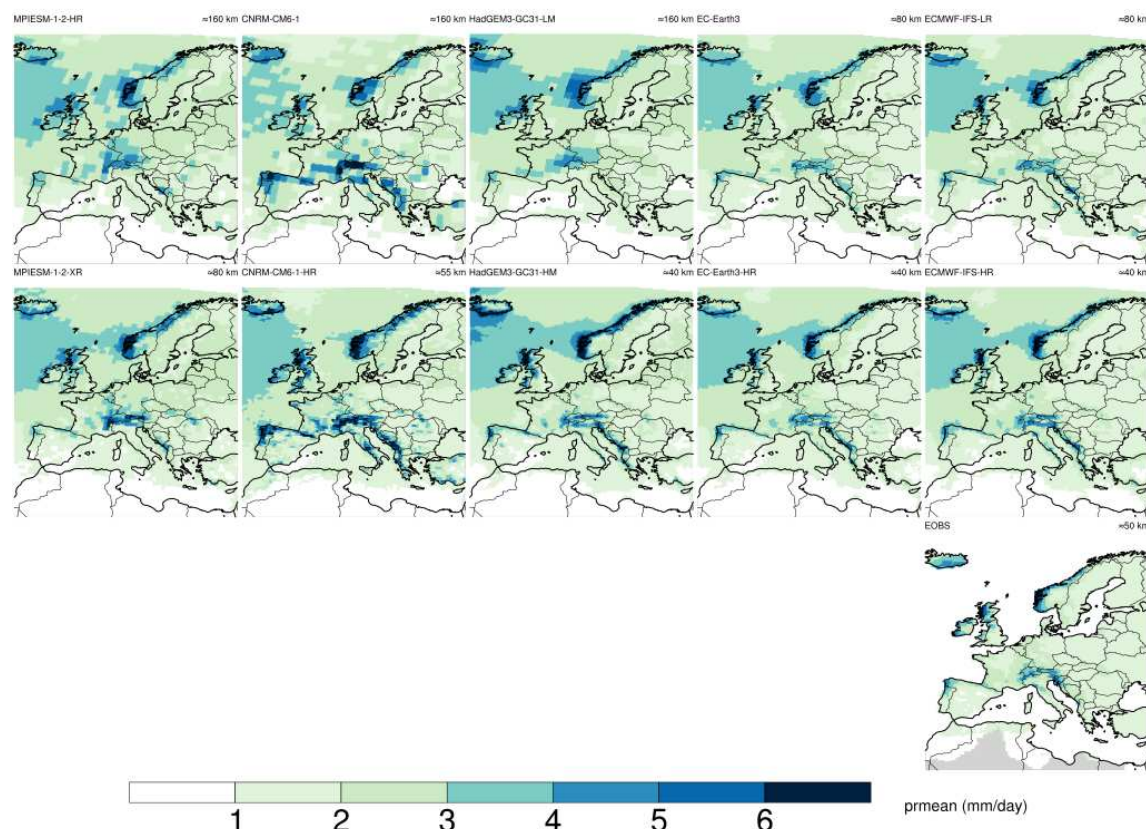 MPIESM-1-2-HR ≈160 km CNRM-CM6-1 ≈160 km HadGEM3-GC31-LM ≈160 km EC-Earth3 ≈80 km ECMWF-IFS-LR ≈80 km
MPIESM-1-2-XR ≈80 km CNRM-CM6-1-HR ≈55 km HadGEM3-GC31-HM ≈40 km EC-Earth3-HR ≈40 km ECMWF-IFS-HR ≈40 km
EOBS ≈50 km
1 2 3 4 5 6 prmean (mm/day)